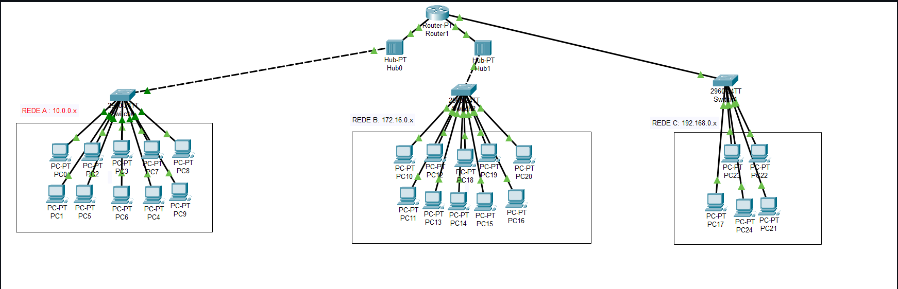 Router-PT
Router1
Hub-PT
Hub0
Hub-PT
Hub1
REDE A : 10.0.0.x
REDE B: 172.16.0.x
REDE C: 192.168.0.x
PC-PT
PC0
PC-PT
PC2
PC-PT
PC3
PC-PT
PC7
PC-PT
PC8
PC-PT
PC1
PC-PT
PC5
PC-PT
PC6
PC-PT
PC4
PC-PT
PC9
PC-PT
PC10
PC-PT
PC12
PC-PT
PC18
PC-PT
PC19
PC-PT
PC20
PC-PT
PC11
PC-PT
PC13
PC-PT
PC14
PC-PT
PC15
PC-PT
PC16
PC-PT
PC23
PC-PT
PC22
PC-PT
PC17
PC-PT
PC24
PC-PT
PC21